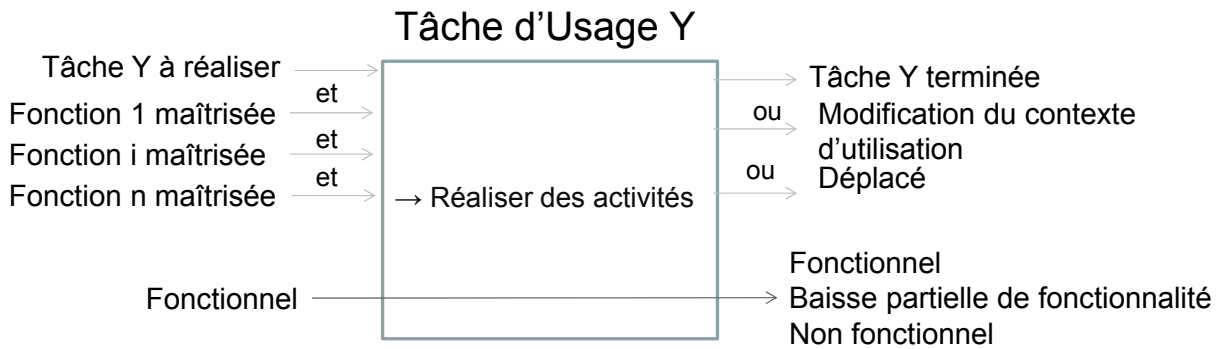 Tâche d'Usage Y
Tâche Y à réaliser
et
Fonction 1 maîtrisée
et
Fonction i maîtrisée
et
Fonction n maîtrisée
→ Réaliser des activités
Fonctionnel
Tâche Y terminée
ou
Modification du contexte
d'utilisation
ou
Déplacé
Fonctionnel
Baisse partielle de fonctionnalité
Non fonctionnel